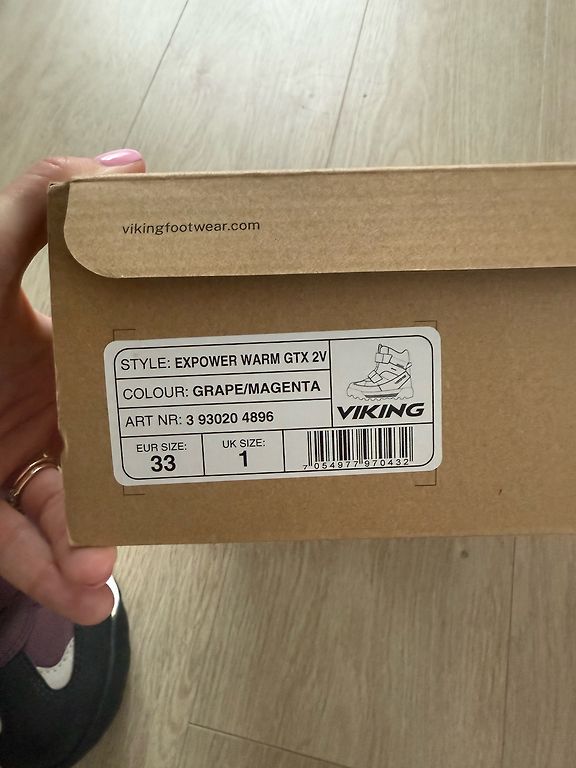 vikingfootwear.com
STYLE: EXPOWER WARM GTX 2V
COLOUR: GRAPE/MAGENTA
ART NR: 3 93020 4896
VIKING
EUR SIZE:
33
UK SIZE:
1
7 054977 970432